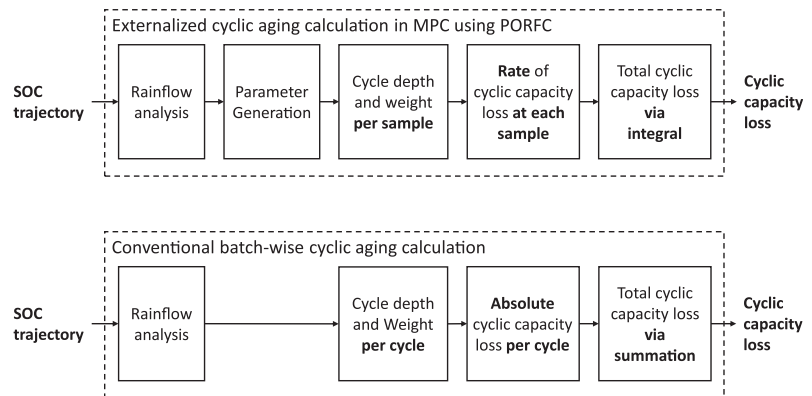 Externalized cyclic aging calculation in MPC using PORFC
SOC
trajectory
Rainflow
analysis
Parameter
Generation
Cycle depth
and weight
per sample
Rate of
cyclic capacity
loss at each
sample
Total cyclic
capacity loss
via
integral
Cyclic
capacity
loss
Conventional batch-wise cyclic aging calculation
SOC
trajectory
Rainflow
analysis
Cycle depth
and Weight
per cycle
Absolute
cyclic capacity
loss per cycle
Total cyclic
capacity loss
via
summation
Cyclic
capacity
loss